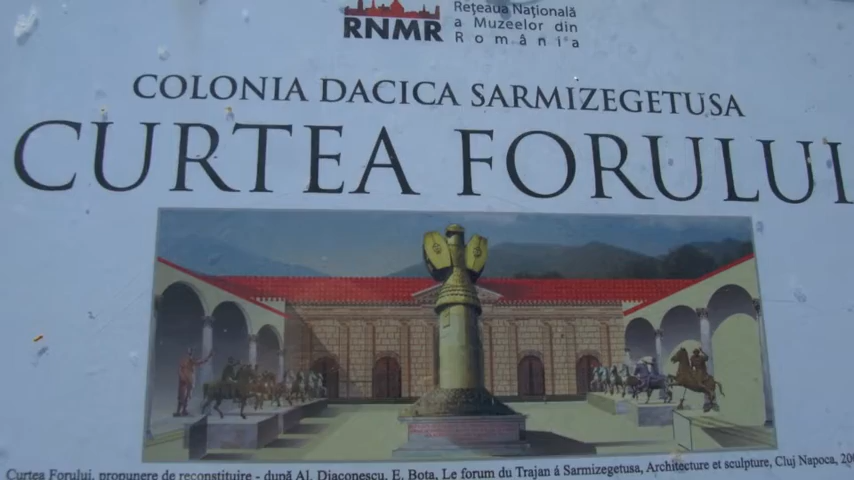 RNMR
Rețeaua Națională
a Muzeelor din
României
COLONIA DACICA SARMIZEGETUSA
CURTEA FORULUI
Curtea Forului, propunere de reconstituire - după Al. Diaconescu, E. Bota, Le forum du Trajan á Sarmizegetusa, Architecture et sculpture, Cluj Napoca,